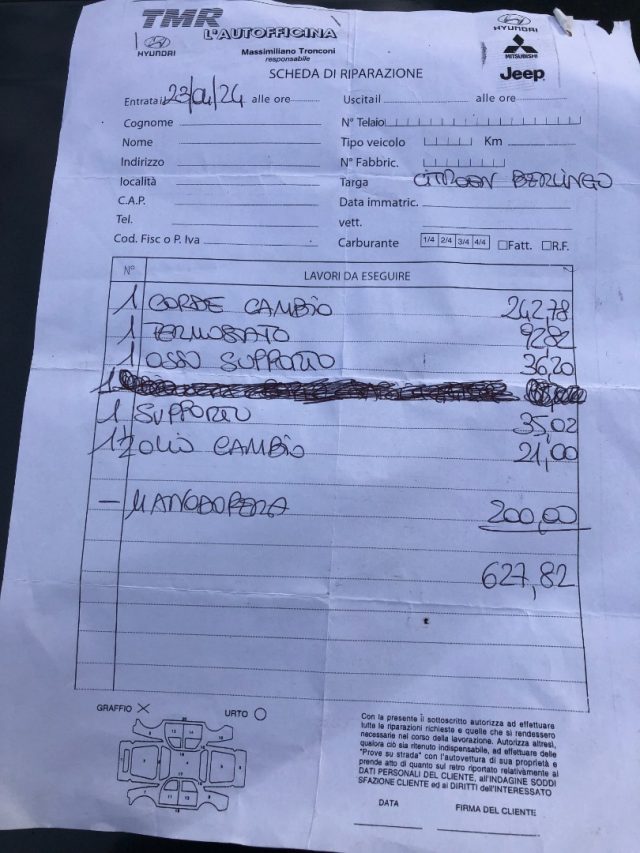 TMR
L'AUTOFFICINA
HYUNDAI
Massimiliano Tronconi
responsabile
HYUNDAI
MITSUBISHI
Jeep
SCHEDA DI RIPARAZIONE
Entrata il 23/04/24 alle ore
Uscita il alle ore
Cognome
N° Telaio
Nome
Tipo veicolo Km
Indirizzo
N° Fabbric.
località
Targa CITROEN BERLINGO
C.A.P.
Data immatric.
Tel.
vett.
Cod. Fisc o P. Iva
Carburante 1/4 2/4 3/4 4/4 Fatt. R.F.
N° LAVORI DA ESEGUIRE
1 CORDE CAMBIO 242,78
1 TERMOSTATO 92,82
1 OSSO SUPPORTO 36,20
1
1 SUPPORTO 35,02
1 OLIO CAMBIO 21,00
- MANODOPERA 200,00
627,82
GRAFFIO X URTO O
Con la presente il sottoscritto autorizza ad effettuare
tutte le riparazioni richieste e quelle che si rendessero
necessarie nel corso della lavorazione. Autorizza altresì,
qualora ciò sia ritenuto indispensabile, ad effettuare delle
"Prove su strada" con l'autovettura di sua proprietà e
prende atto di quanto sul retro riportato relativamente ai
DATI PERSONALI DEL CLIENTE, all'INDAGINE SODDI
SFAZIONE CLIENTE ed ai DIRITTI dell'INTERESSATO
DATA
FIRMA DEL CLIENTE